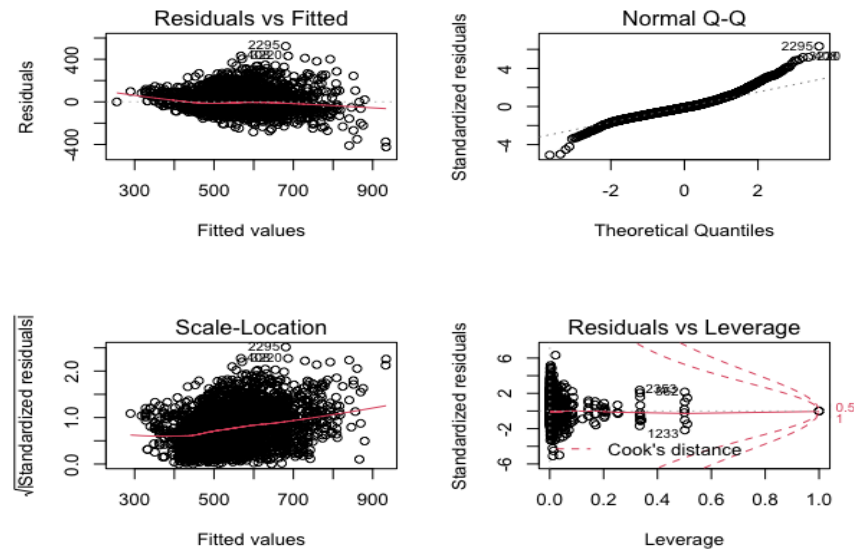 Residuals vs Fitted
Residuals
400
0
-400
2295
300
500
700
900
Fitted values
Normal Q-Q
Standardized residuals
4
0
-4
2295
-2
0
2
Theoretical Quantiles
Scale-Location
√|Standardized residuals|
2.0
1.0
0.0
2295
300
500
700
900
Fitted values
Residuals vs Leverage
Standardized residuals
6
2
-2
-6
2353
1233
Cook's distance
0.5
1
0.0
0.2
0.4
0.6
0.8
1.0
Leverage